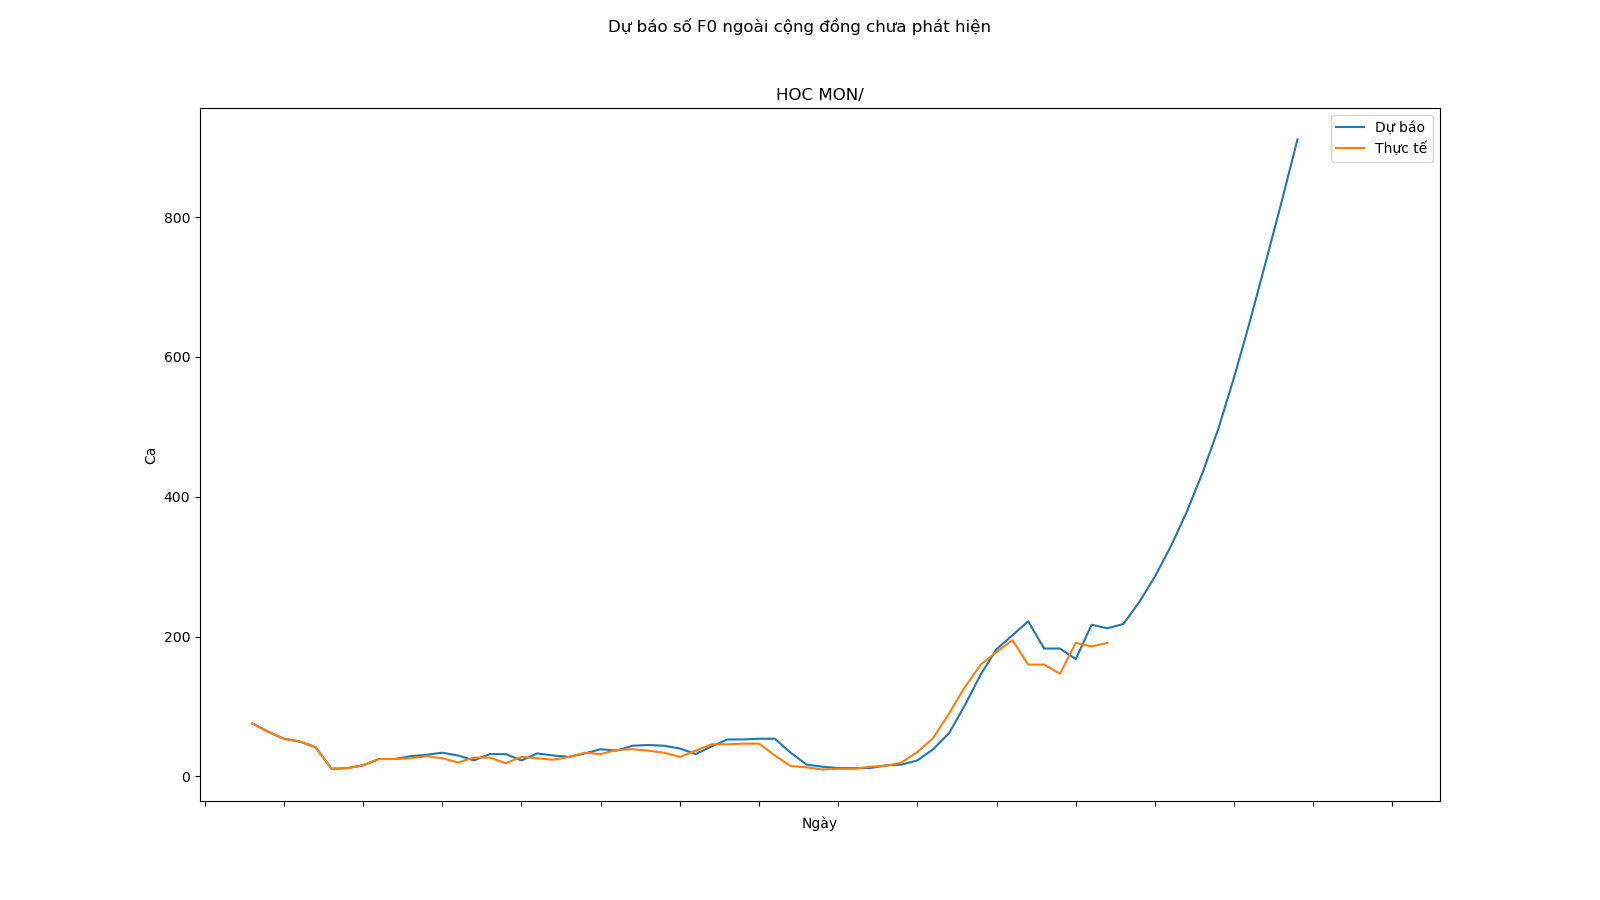 Dự báo số F0 ngoài cộng đồng chưa phát hiện
HOC MON/
Dự báo
Thực tế
800
600
400
200
0
Ca
Ngày